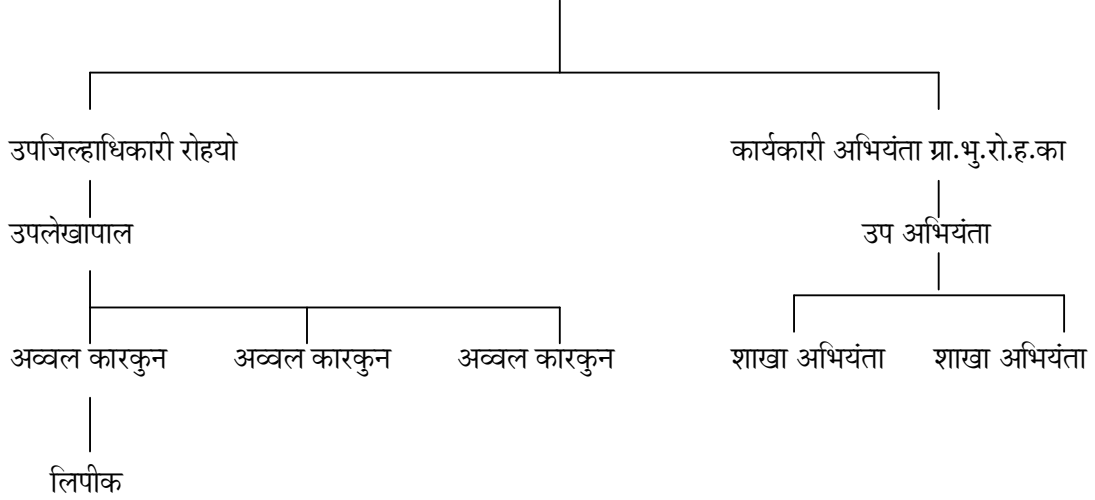 उपजिल्हाधिकारी रोहयो कार्यकारी अभियंता ग्रा.भु.रो.ह.का
उपलेखापाल उप अभियंता
अव्वल कारकुन अव्वल कारकुन अव्वल कारकुन शाखा अभियंता शाखा अभियंता
लिपीक